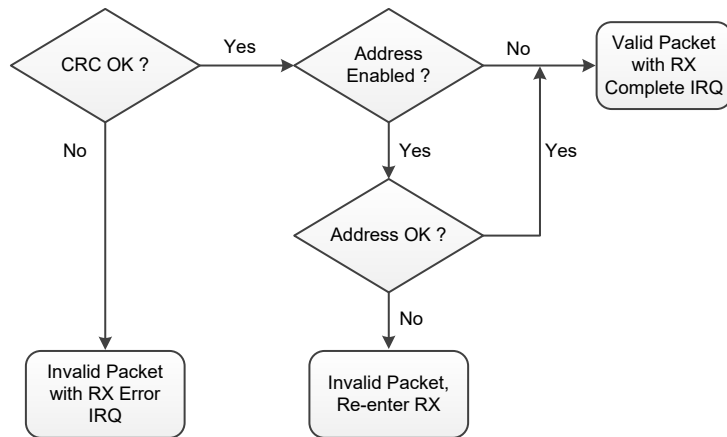 CRC OK ?
Yes
Address
Enabled ?
No
Valid Packet
with RX
Complete IRQ
No
Yes
Yes
Address OK ?
No
Invalid Packet
with RX Error
IRQ
Invalid Packet,
Re-enter RX